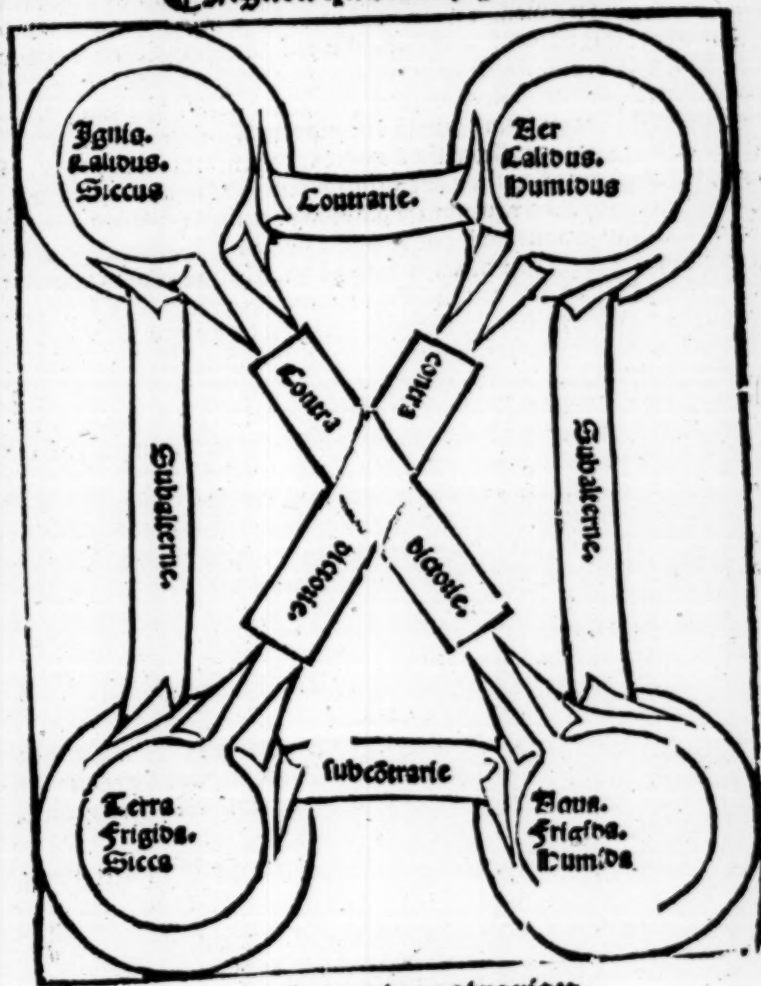 Ignis.
Calidus.
Siccus
Aer
Calidus.
Humidus
Contrarie.
Contra
contra
Subalterne.
Subalterne.
dictorie.
dictorie.
subcōtrarie
Terra
Frigida.
Sicca
Aqua.
Frigida.
Humida